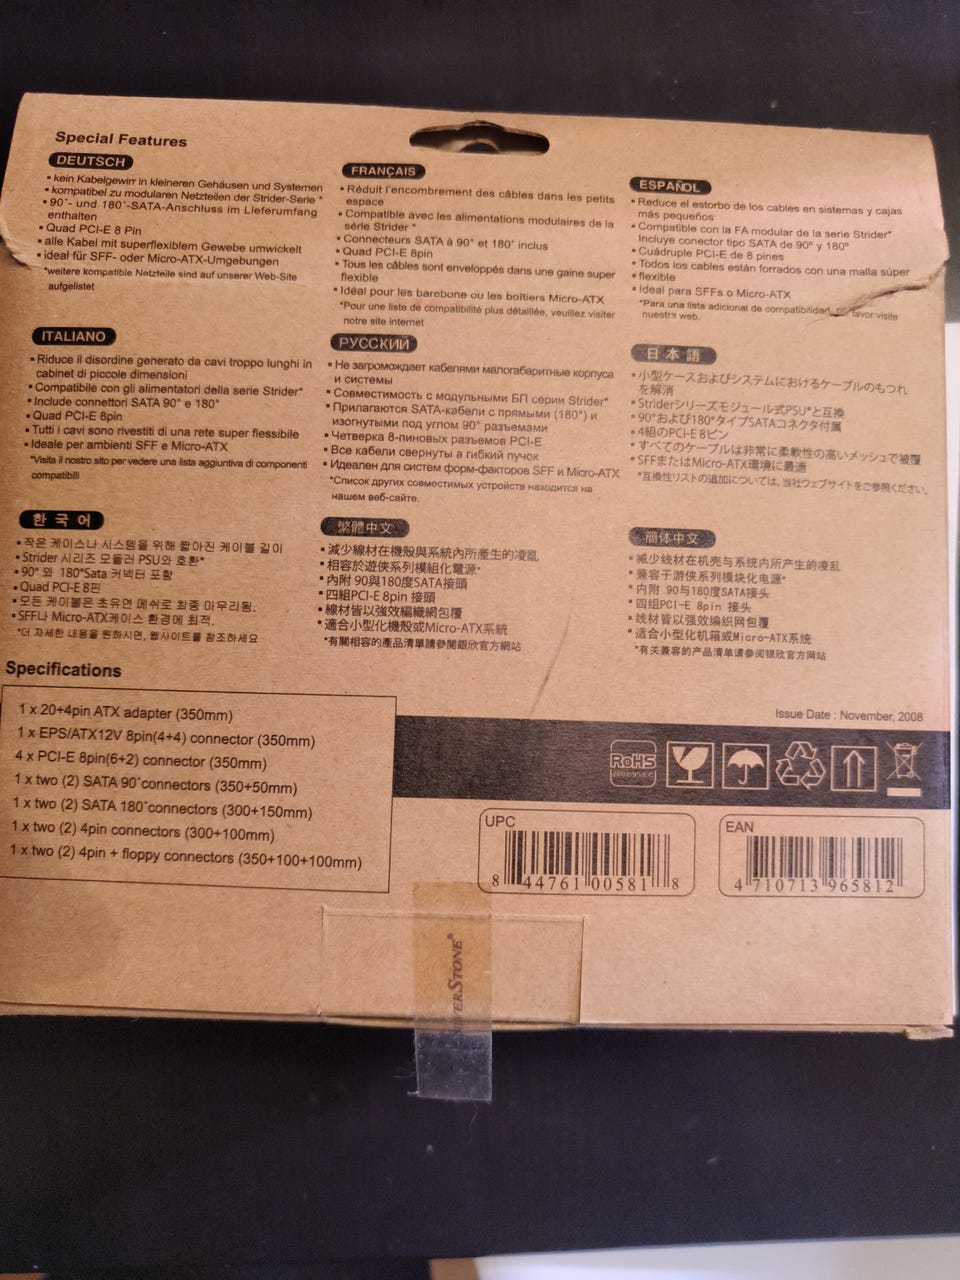 Special Features
DEUTSCH
▪ kein Kabelgewirr in kleineren Gehäusen und Systemen
▪ kompatibel zu modularen Netzteilen der Strider-Serie *
▪ 90°- und 180°-SATA-Anschluss im Lieferumfang
enthalten
▪ Quad PCI-E 8 Pin
▪ alle Kabel mit superflexiblem Gewebe umwickelt
▪ ideal für SFF- oder Micro-ATX-Umgebungen
*weitere kompatible Netzteile sind auf unserer Web-Site
aufgelistet
FRANÇAIS
▪ Réduit l'encombrement des câbles dans les petits
espace
▪ Compatible avec les alimentations modulaires de la
série Strider *
▪ Connecteurs SATA à 90° et 180° inclus
▪ Quad PCI-E 8pin
▪ Tous les câbles sont enveloppés dans une gaine super
flexible
▪ Idéal pour les barebone ou les boîtiers Micro-ATX
*Pour une liste de compatibilité plus détaillée, veuillez visiter
notre site internet
ESPAÑOL
▪ Reduce el estorbo de los cables en sistemas y cajas
más pequeños
▪ Compatible con la FA modular de la serie Strider*
Incluye conector tipo SATA de 90º y 180º
▪ Cuádruple PCI-E de 8 pines
▪ Todos los cables están forrados con una malla súper
▪ flexible
▪ Ideal para SFFs o Micro-ATX
*Para una lista adicional de compatibilidad, por favor visite
nuestra web.
ITALIANO
▪ Riduce il disordine generato da cavi troppo lunghi in
cabinet di piccole dimensioni
▪ Compatibile con gli alimentatori della serie Strider*
▪ Include connettori SATA 90° e 180°
▪ Quad PCI-E 8pin
▪ Tutti i cavi sono rivestiti di una rete super flessibile
▪ Ideale per ambienti SFF e Micro-ATX
*Visita il nostro sito per vedere una lista aggiuntiva di componenti
compatibili
РУССКИЙ
▪ Не загромождает кабелями малогабаритные корпуса
и системы
▪ Совместимость с модульными БП серии Strider*
▪ Прилагаются SATA-кабели с прямыми (180°) и
изогнутыми под углом 90° разъемами
▪ Четверка 8-пиновых разъемов PCI-E
▪ Все кабели свернуты в гибкий пучок
▪ Идеален для систем форм-факторов SFF и Micro-ATX
*Список других совместимых устройств находится на
нашем веб-сайте.
日本語
▪ 小型ケースおよびシステムにおけるケーブルのもつれ
を解消
▪ Striderシリーズモジュール式PSU*と互換
▪ 90°および180°タイプSATAコネクタ付属
▪ 4組のPCI-E 8ピン
▪ すべてのケーブルは非常に柔軟性の高いメッシュで被覆
▪ SFFまたはMicro-ATX環境に最適
*互換性リストの追加については、当社ウェブサイトをご参照ください。
한국어
▪ 작은 케이스나 시스템을 위해 짧아진 케이블 길이
▪ Strider 시리즈 모듈러 PSU와 호환*
▪ 90° 와 180°Sata 커넥터 포함
▪ Quad PCI-E 8핀
▪ 모든 케이블은 초유연 메쉬로 최종 마무리됨.
▪ SFF나 Micro-ATX케이스 환경에 최적.
*더 자세한 내용을 원하시면, 웹사이트를 참조하세요
繁體中文
▪ 減少線材在機殼與系統內所產生的凌亂
▪ 相容於遊俠系列模組化電源*
▪ 內附 90與180度SATA接頭
▪ 四組PCI-E 8pin 接頭
▪ 線材皆以強效編織網包覆
▪ 適合小型化機殼或Micro-ATX系統
*有關相容的產品清單請參閱銀欣官方網站
簡体中文
▪ 减少线材在机壳与系统内所产生的凌乱
▪ 兼容于游侠系列模块化电源*
▪ 内附 90与180度SATA接头
▪ 四组PCI-E 8pin 接头
▪ 线材皆以强效编织网包覆
▪ 适合小型化机箱或Micro-ATX系统
*有关兼容的产品清单请参阅银欣官方网站
Specifications
1 x 20+4pin ATX adapter (350mm)
1 x EPS/ATX12V 8pin(4+4) connector (350mm)
4 x PCI-E 8pin(6+2) connector (350mm)
1 x two (2) SATA 90°connectors (350+50mm)
1 x two (2) SATA 180°connectors (300+150mm)
1 x two (2) 4pin connectors (300+100mm)
1 x two (2) 4pin + floppy connectors (350+100+100mm)
Issue Date : November, 2008
RoHS
2002/95/EC
UPC
8 44761 00581 8
EAN
4 710713 965812
SILVERSTONE®